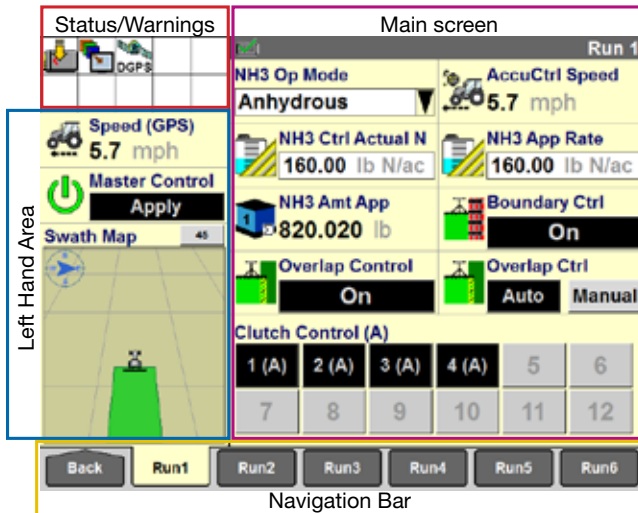 Status/Warnings
Main screen
DGPS
Run 1
NH3 Op Mode
AccuCtrl Speed
Anhydrous
5.7 mph
Speed (GPS)
5.7 mph
NH3 Ctrl Actual N
NH3 App Rate
160.00 lb N/ac
160.00 lb N/ac
Master Control
Apply
NH3 Amt App
Boundary Ctrl
1
820.020 lb
On
Swath Map
45
Overlap Control
Overlap Ctrl
On
Auto Manual
Left Hand Area
Clutch Control (A)
1 (A) 2 (A) 3 (A) 4 (A) 5 6
7 8 9 10 11 12
Back Run1 Run2 Run3 Run4 Run5 Run6
Navigation Bar